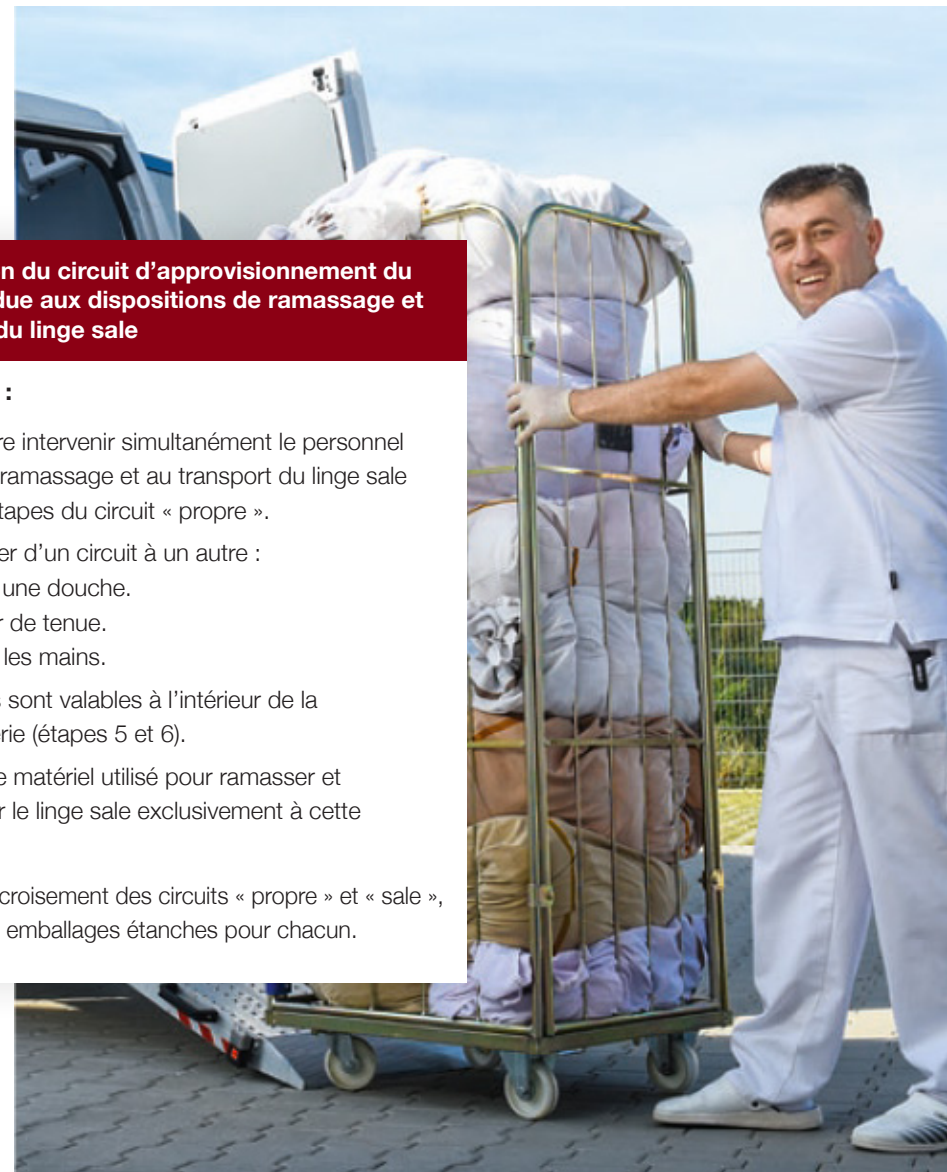 n du circuit d’approvisionnement du
due aux dispositions de ramassage et
du linge sale
:
re intervenir simultanément le personnel
ramassage et au transport du linge sale
tapes du circuit « propre ».
er d’un circuit à un autre :
une douche.
r de tenue.
les mains.
s sont valables à l’intérieur de la
rie (étapes 5 et 6).
e matériel utilisé pour ramasser et
r le linge sale exclusivement à cette
croisement des circuits « propre » et « sale »,
emballages étanches pour chacun.